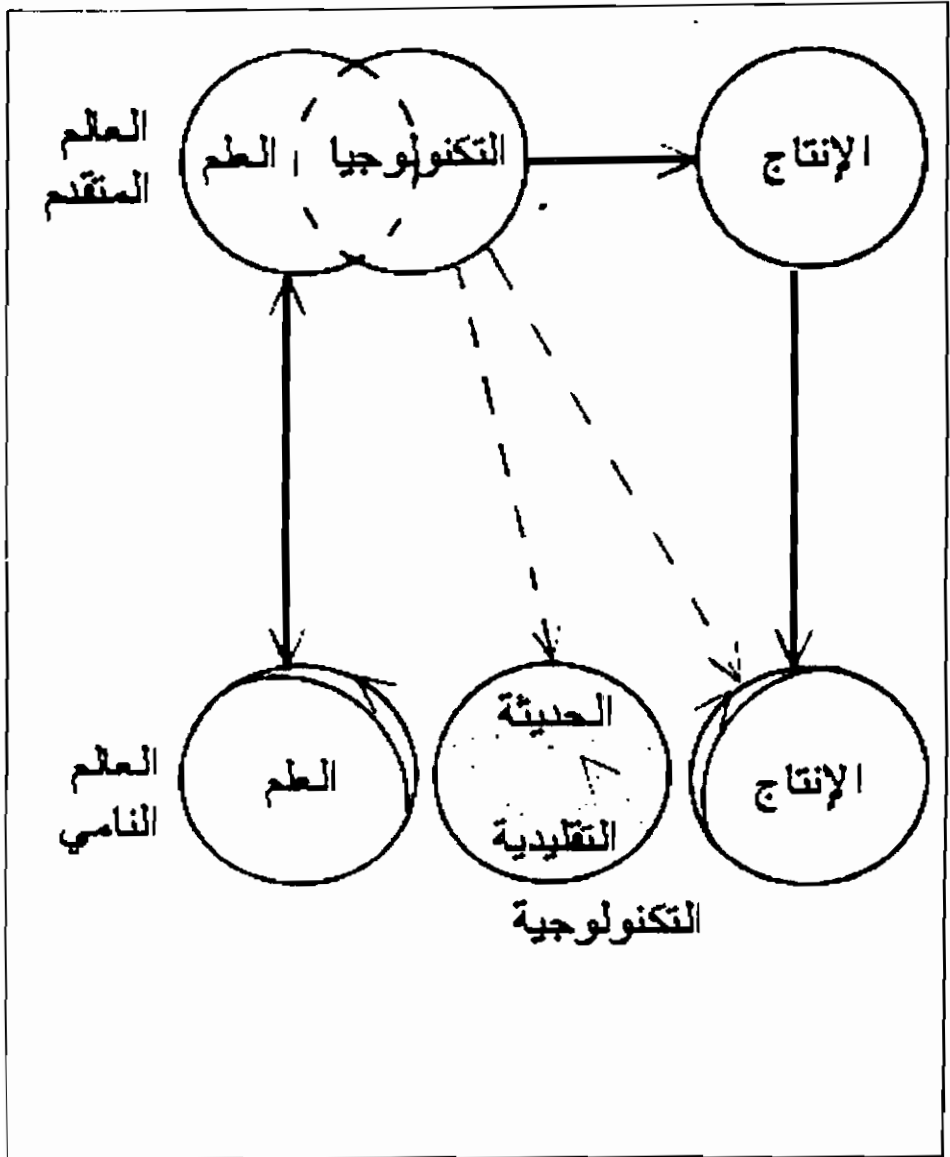 العالم
المتقدم
العلم
التكنولوجيا
الإنتاج
العالم
النامي
العلم
الحديثة
التقليدية
الإنتاج
التكنولوجية